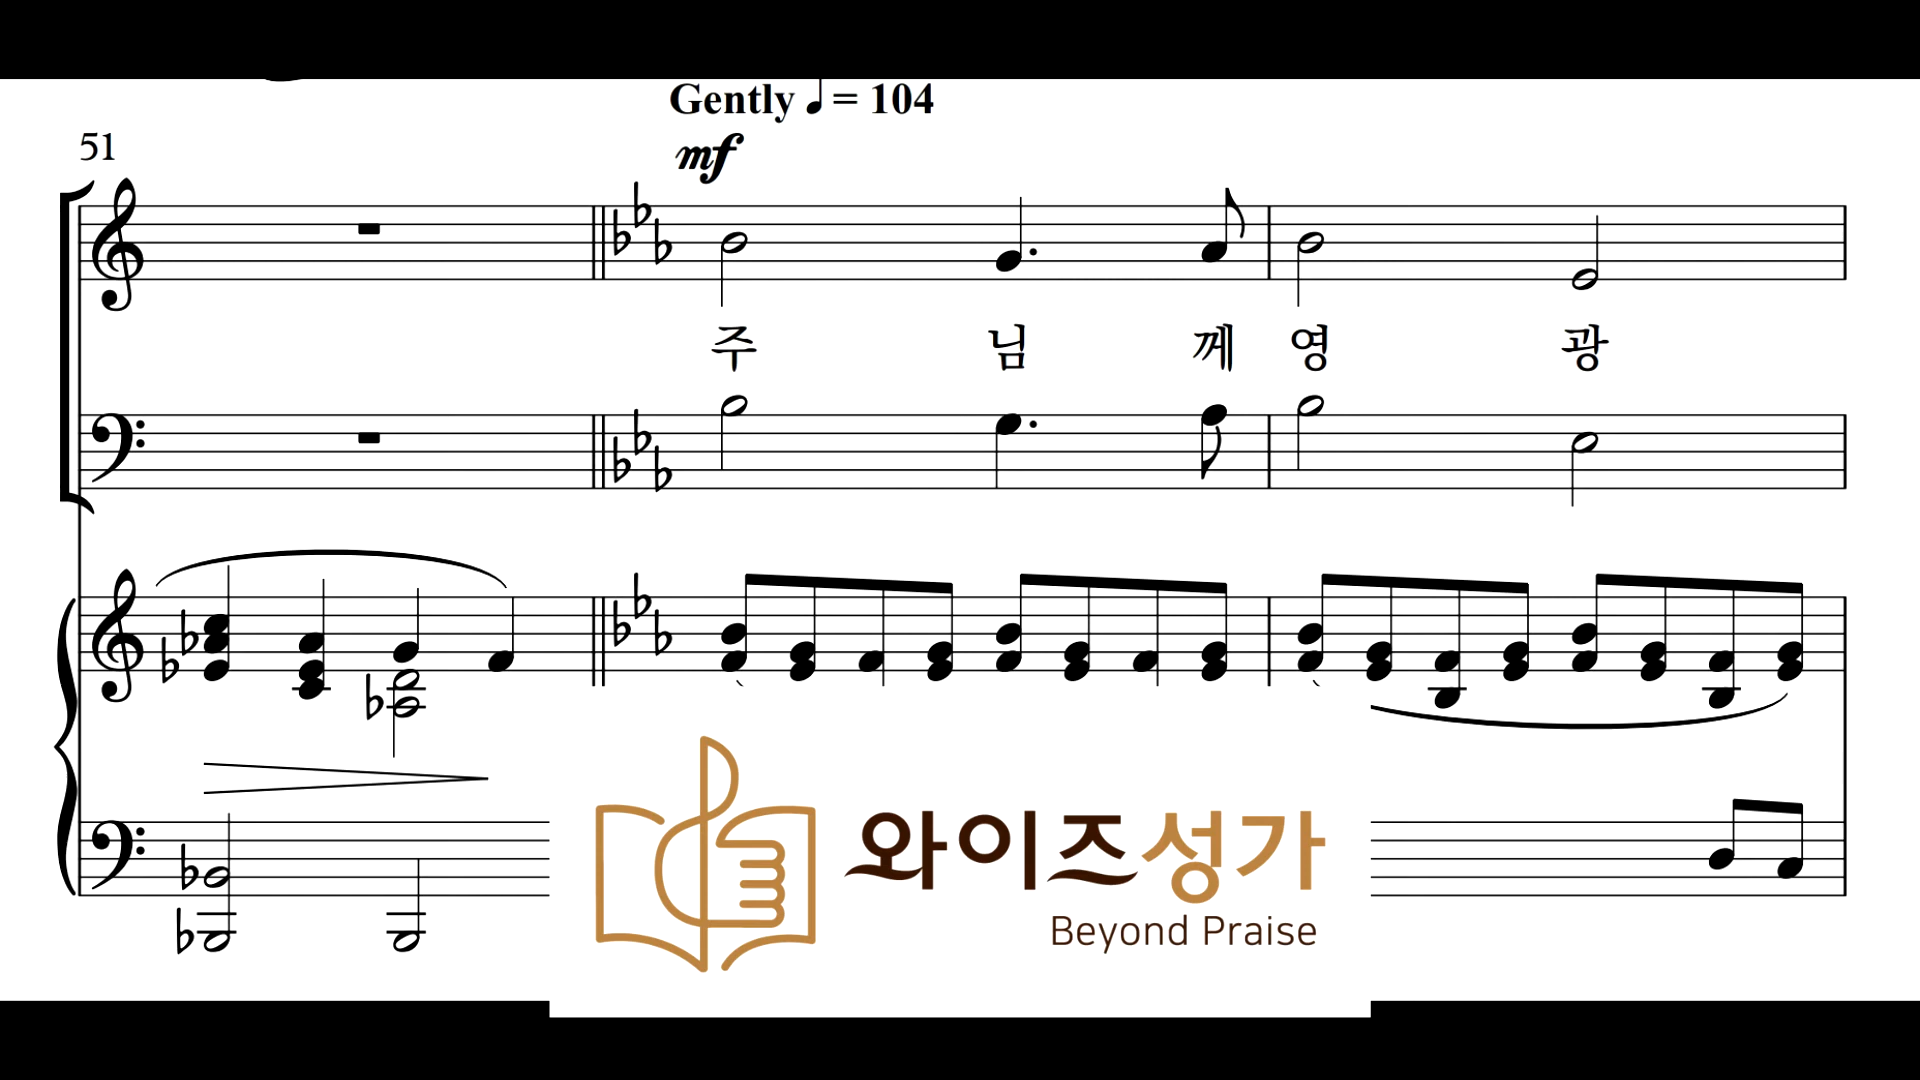 Gently ♩ = 104
51
mf
주 님 께 영 광
와이즈성가
Beyond Praise